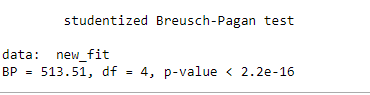 studentized Breusch-Pagan test
data:  new_fit
BP = 513.51, df = 4, p-value < 2.2e-16